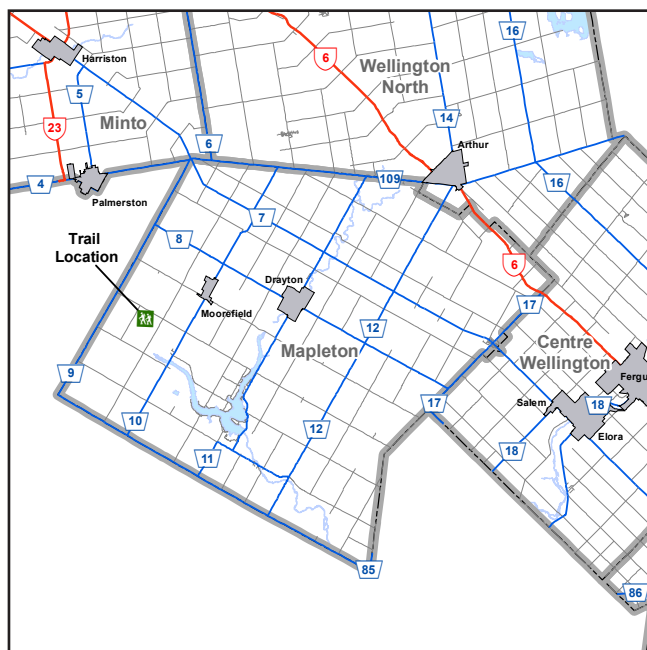 16
Harriston
6
Wellington
North
5
14
Minto
23
Arthur
6
109
4
16
Palmerston
7
8
Trail
Location
6
Drayton
17
Moorefield
12
Centre
Wellington
Mapleton
9
Fergu
17
Salem
18
10
12
Elora
18
11
85
86